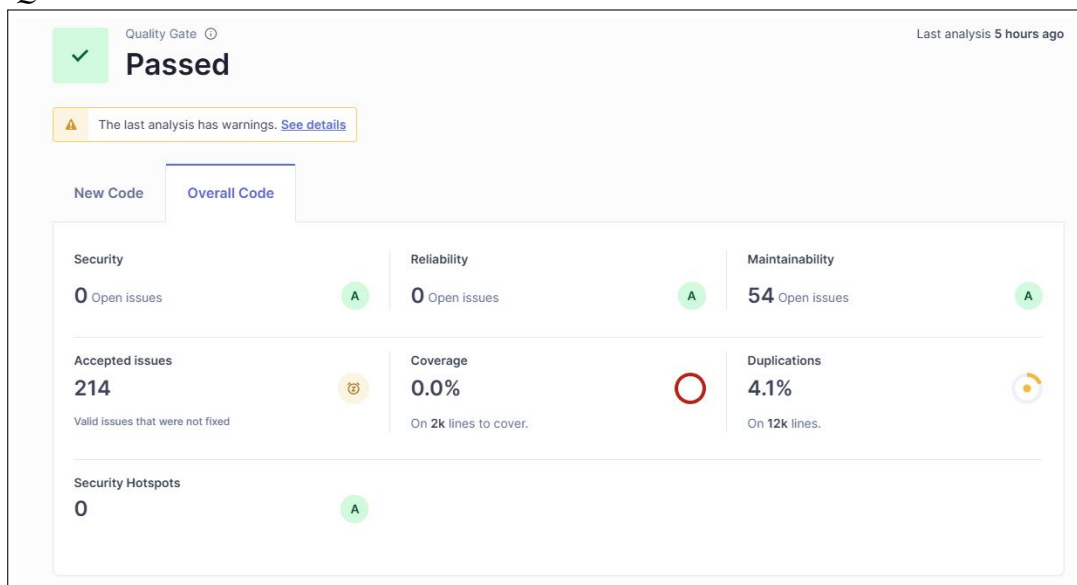 Quality Gate
Last analysis 5 hours ago
Passed
The last analysis has warnings. See details
New Code
Overall Code
Security
Reliability
Maintainability
0 Open issues
A
0 Open issues
A
54 Open issues
A
Accepted issues
Coverage
Duplications
214
0.0%
4.1%
Valid issues that were not fixed
On 2k lines to cover.
On 12k lines.
Security Hotspots
0
A